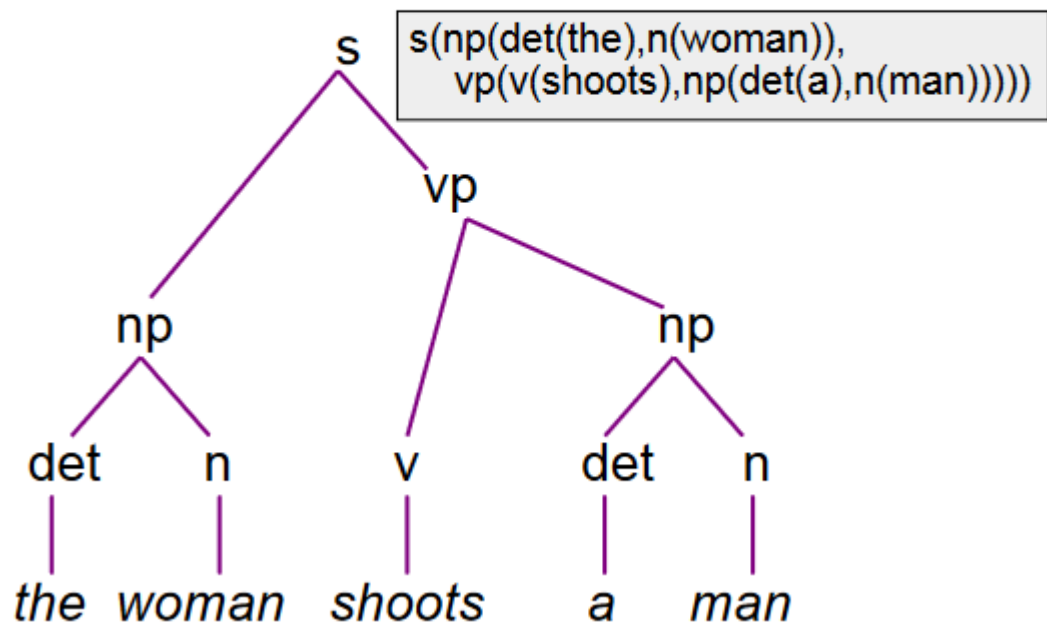 s
s(np(det(the),n(woman)),
vp(v(shoots),np(det(a),n(man)))))
vp
np np
det n v det n
the woman shoots a man